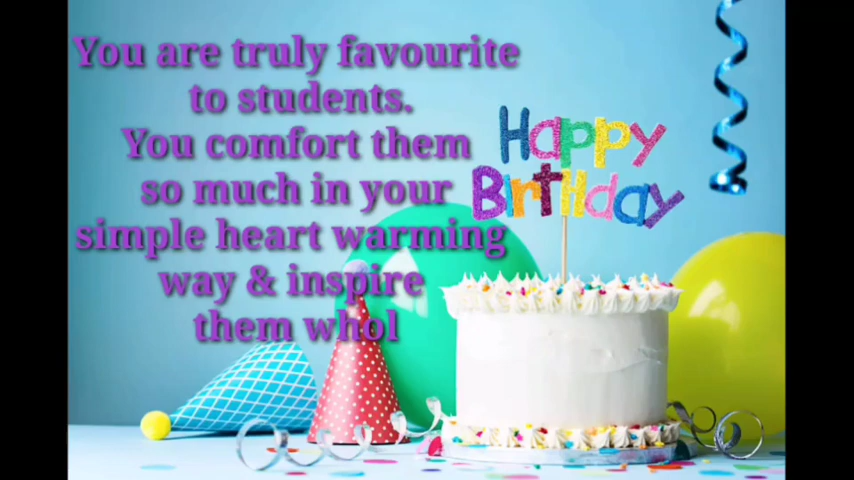 You are truly favourite
to students.
You comfort them
so much in your
simple heart warming
way & inspire
them whol
Happy
BirTHday